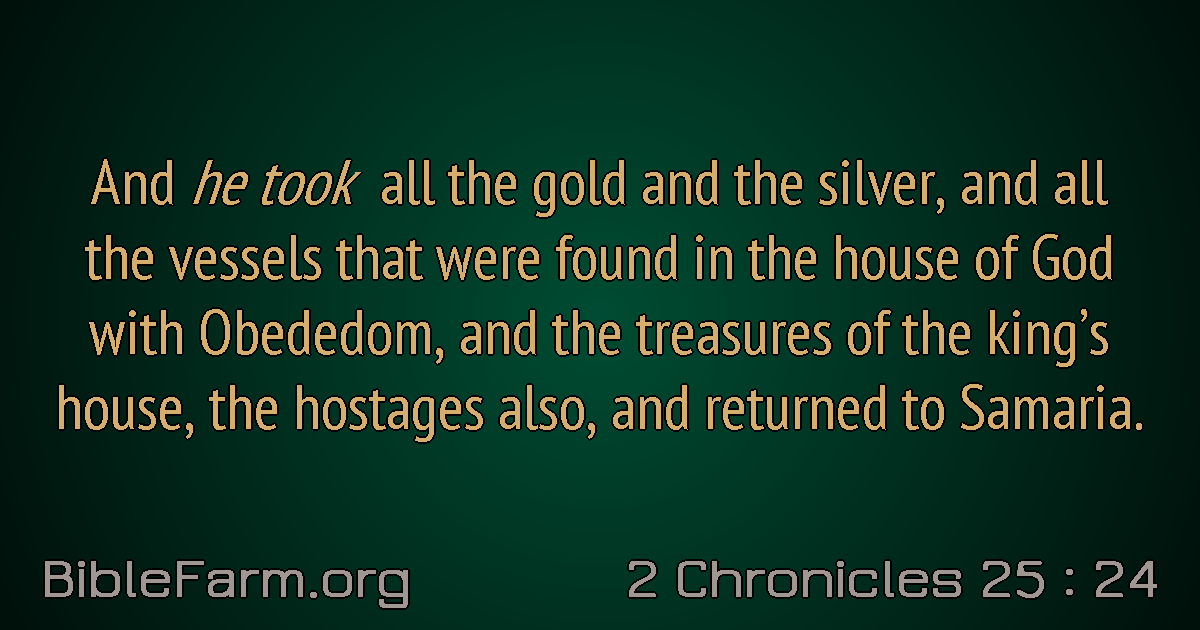 And he took all the gold and the silver, and all
the vessels that were found in the house of God
with Obededom, and the treasures of the king’s
house, the hostages also, and returned to Samaria.
BibleFarm.org
2 Chronicles 25 : 24